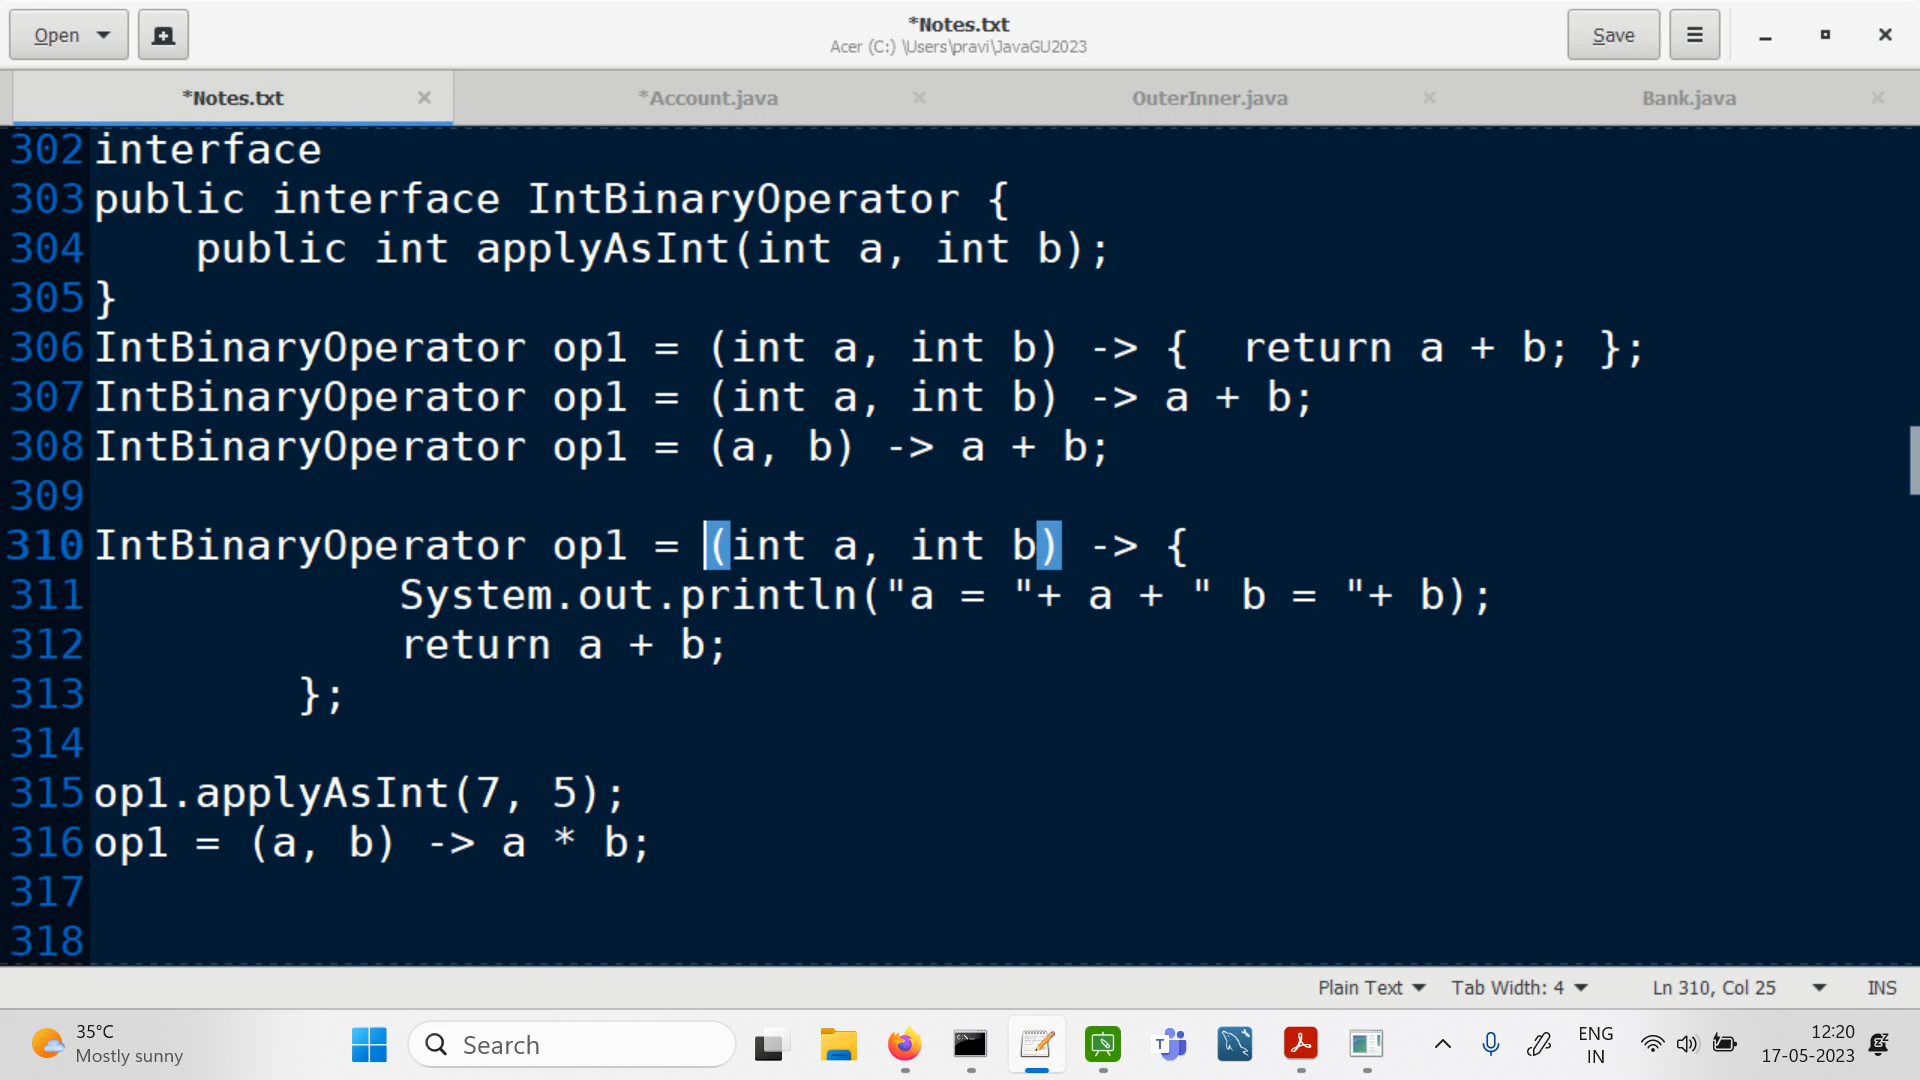 Open
*Notes.txt
Acer (C:) \Users\pravi\JavaGU2023
Save
*Notes.txt
*Account.java
OuterInner.java
Bank.java
302 interface
303 public interface IntBinaryOperator {
304     public int applyAsInt(int a, int b);
305 }
306 IntBinaryOperator op1 = (int a, int b) -> {  return a + b; };
307 IntBinaryOperator op1 = (int a, int b) -> a + b;
308 IntBinaryOperator op1 = (a, b) -> a + b;
309
310 IntBinaryOperator op1 = (int a, int b) -> {
311             System.out.println("a = "+ a + " b = "+ b);
312             return a + b;
313         };
314
315 op1.applyAsInt(7, 5);
316 op1 = (a, b) -> a * b;
317
318
Plain Text
Tab Width: 4
Ln 310, Col 25
INS
35°C
Mostly sunny
Search
ENG
IN
12:20
17-05-2023